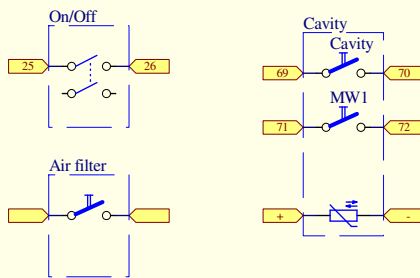 On/Off
25 26
Air filter
Cavity
Cavity
69 70
MW1
71 72
+ -